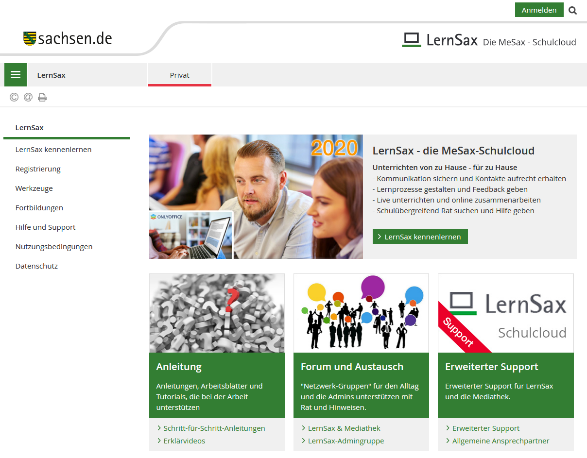 Anmelden
sachsen.de
LernSax Die MeSax - Schulcloud
LernSax
Privat
LernSax
LernSax kennenlernen
Registrierung
Werkzeuge
Fortbildungen
Hilfe und Support
Nutzungsbedingungen
Datenschutz
2020
ONLYOFFICE
LernSax - die MeSax-Schulcloud
Unterrichten von zu Hause - für zu Hause
Kommunikation sichern und Kontakte aufrecht erhalten
- Lernprozesse gestalten und Feedback geben
- Live unterrichten und online zusammenarbeiten
Schulübergreifend Rat suchen und Hilfe geben
LernSax kennenlernen
?
Anleitung
Anleitungen, Arbeitsblätter und
Tutorials, die bei der Arbeit
unterstützen
Schritt-für-Schritt-Anleitungen
Erklärvideos
Forum und Austausch
"Netzwerk-Gruppen" für den Alltag
und die Admins unterstützen mit
Rat und Hinweisen.
LernSax & Mediathek
LernSax-Admingruppe
LernSax
Schulcloud
Support
Erweiterter Support
Erweiterter Support für LernSax
und die Mediathek.
Erweiterter Support
Allgemeine Ansprechpartner